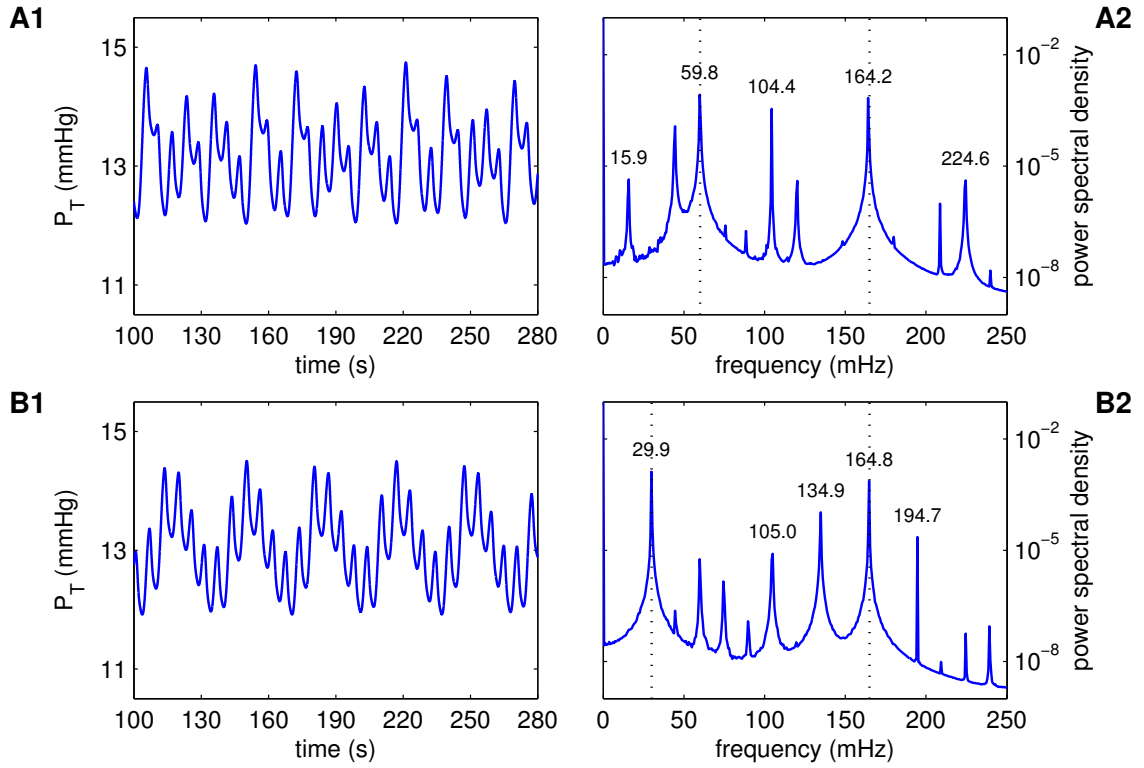 A1
A2
15
13
11
P_T (mmHg)
100 130 160 190 220 250 280
time (s)
15.9
59.8
104.4
164.2
224.6
10^−2
10^−5
10^−8
power spectral density
0 50 100 150 200 250
frequency (mHz)
B1
B2
15
13
11
P_T (mmHg)
100 130 160 190 220 250 280
time (s)
29.9
105.0
134.9
164.8
194.7
10^−2
10^−5
10^−8
power spectral density
0 50 100 150 200 250
frequency (mHz)